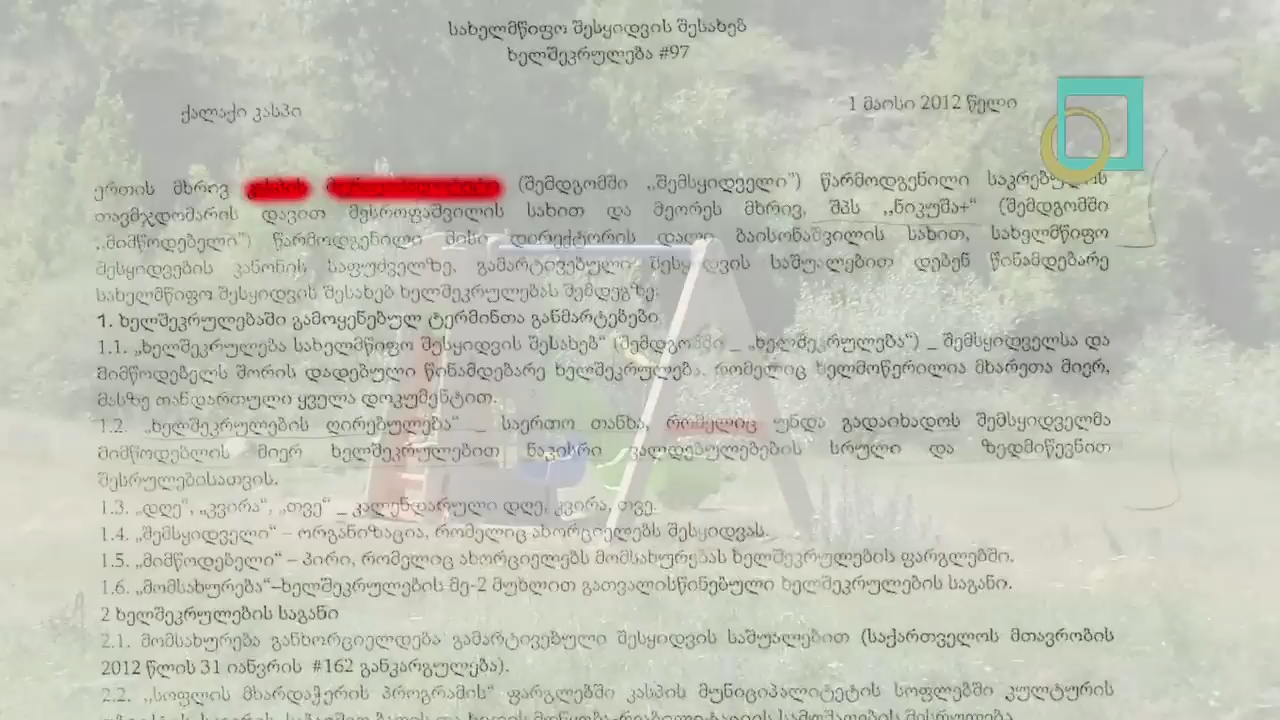 სახელმწიფო შესყიდვის შესახებ
ხელშეკრულება #97
ქალაქი კასპი
1 მაისი 2012 წელი
ერთის მხრივ კასპის (შემდგომში ,,შემსყიდველი”) წარმოდგენილი საკრებულოს
თავმჯდომარის დავით მესროფაშვილის სახით და მეორეს მხრივ, შპს ,,ნიკუშა+“ (შემდგომში
,,მიმწოდებელი”) წარმოდგენილი მისი დირექტორის დალი ბაისონაშვილის სახით, სახელმწიფო
შესყიდვების კანონის საფუძველზე, გამარტივებული შესყიდვის საშუალებით დებენ წინამდებარე
სახელმწიფო შესყიდვის შესახებ ხელშეკრულებას შემდეგზე:
1. ხელშეკრულებაში გამოყენებულ ტერმინთა განმარტებები
1.1. „ხელშეკრულება სახელმწიფო შესყიდვის შესახებ“ (შემდგომში _ „ხელშეკრულება“) _ შემსყიდველსა და
მიმწოდებელს შორის დადებული წინამდებარე ხელშეკრულება, რომელიც ხელმოწერილია მხარეთა მიერ,
მასზე თანდართული ყველა დოკუმენტით.
1.2. „ხელშეკრულების ღირებულება“ _ საერთო თანხა, რომელიც უნდა გადაიხადოს შემსყიდველმა
მიმწოდებლის მიერ ხელშეკრულებით ნაკისრი ვალდებულებების სრული და ზედმიწევნით
შესრულებისათვის.
1.3. „დღე“, „კვირა“, „თვე“ _ კალენდარული დღე, კვირა, თვე.
1.4. „შემსყიდველი“ – ორგანიზაცია, რომელიც ახორციელებს შესყიდვას.
1.5. „მიმწოდებელი“ – პირი, რომელიც ახორციელებს მომსახურებას ხელშეკრულების ფარგლებში.
1.6. „მომსახურება“–ხელშეკრულების მე-2 მუხლით გათვალისწინებული ხელშეკრულების საგანი.
2 ხელშეკრულების საგანი
2.1. მომსახურება განხორციელდება გამარტივებული შესყიდვის საშუალებით (საქართველოს მთავრობის
2012 წლის 31 იანვრის #162 განკარგულება).
2.2. ,,სოფლის მხარდაჭერის პროგრამის“ ფარგლებში კასპის მუნიციპალიტეტის სოფლებში კულტურის